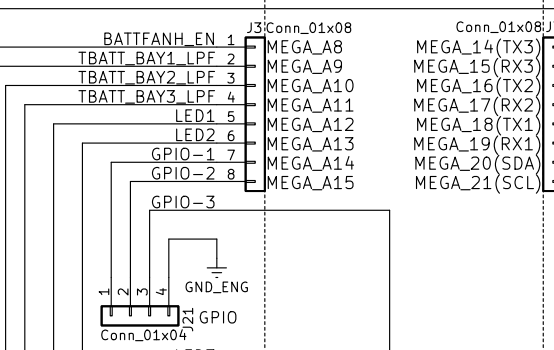 J3 Conn_01x08
Conn_01x08
BATTFANH_EN 1 MEGA_A8
TBATT_BAY1_LPF 2 MEGA_A9
TBATT_BAY2_LPF 3 MEGA_A10
TBATT_BAY3_LPF 4 MEGA_A11
LED1 5 MEGA_A12
LED2 6 MEGA_A13
GPIO-1 7 MEGA_A14
GPIO-2 8 MEGA_A15
GPIO-3
MEGA_14(TX3)
MEGA_15(RX3)
MEGA_16(TX2)
MEGA_17(RX2)
MEGA_18(TX1)
MEGA_19(RX1)
MEGA_20(SDA)
MEGA_21(SCL)
GND_ENG
1 2 3 4
J21 GPIO
Conn_01x04